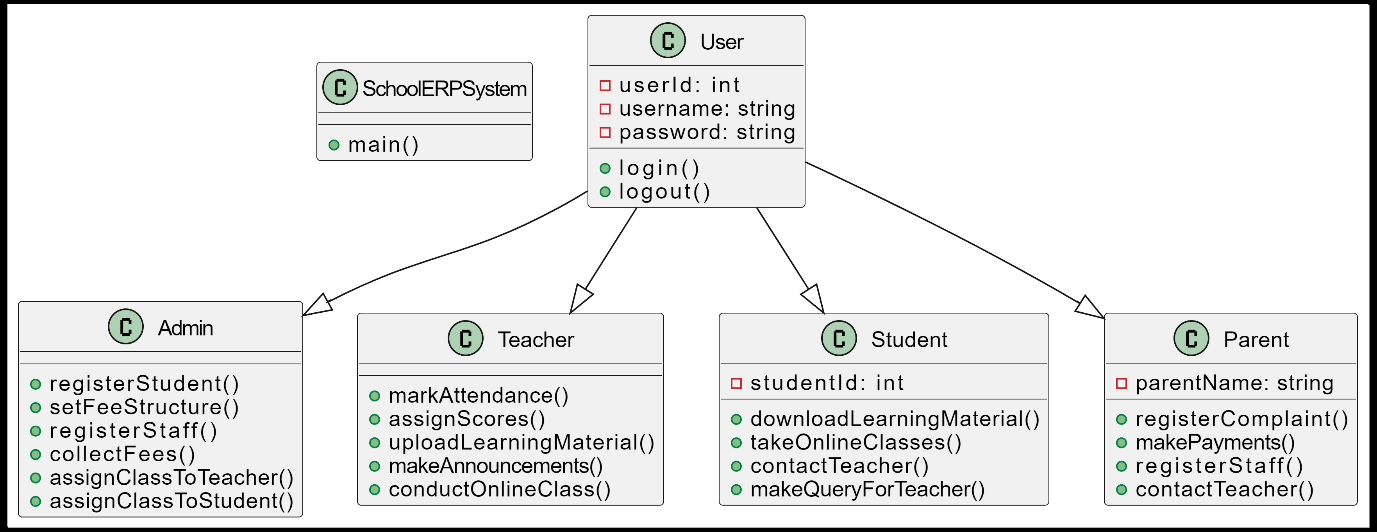 C User
C SchoolERPSystem
userId: int
username: string
password: string
main()
login()
logout()
C Admin
C Teacher
C Student
C Parent
registerStudent()
setFeeStructure()
registerStaff()
collectFees()
assignClassToTeacher()
assignClassToStudent()
markAttendance()
assignScores()
uploadLearningMaterial()
makeAnnouncements()
conductOnlineClass()
studentId: int
downloadLearningMaterial()
takeOnlineClasses()
contactTeacher()
makeQueryForTeacher()
parentName: string
registerComplaint()
makePayments()
registerStaff()
contactTeacher()